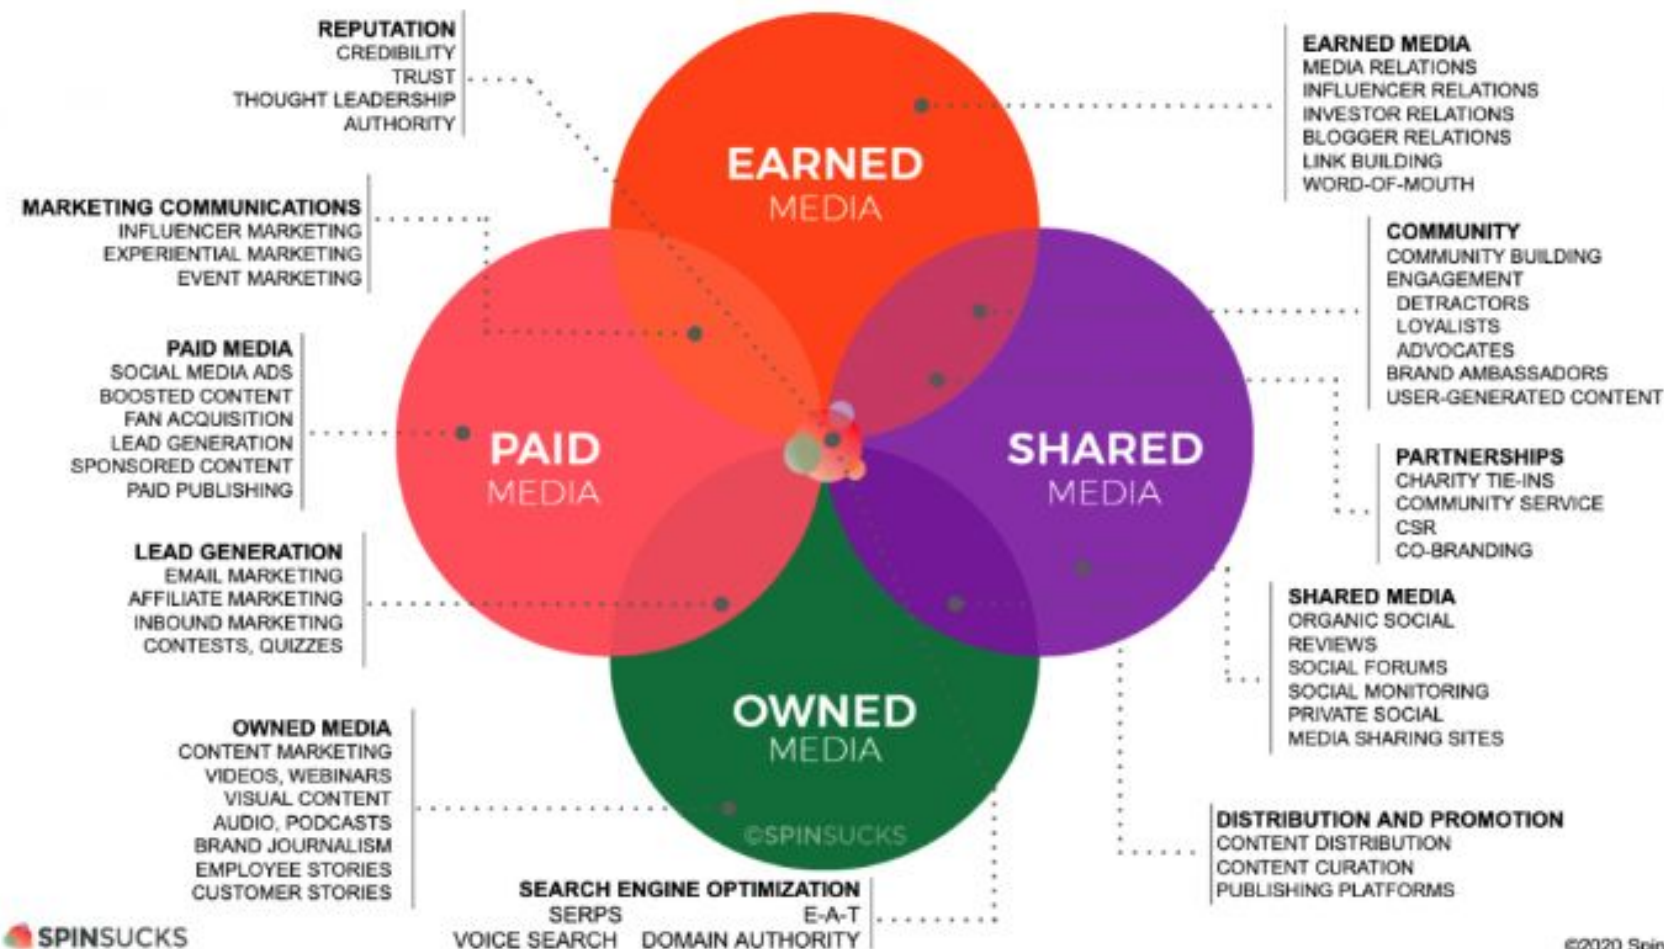 REPUTATION
CREDIBILITY
TRUST
THOUGHT LEADERSHIP
AUTHORITY
MARKETING COMMUNICATIONS
INFLUENCER MARKETING
EXPERIENTIAL MARKETING
EVENT MARKETING
PAID MEDIA
SOCIAL MEDIA ADS
BOOSTED CONTENT
FAN ACQUISITION
LEAD GENERATION
SPONSORED CONTENT
PAID PUBLISHING
LEAD GENERATION
EMAIL MARKETING
AFFILIATE MARKETING
INBOUND MARKETING
CONTESTS, QUIZZES
OWNED MEDIA
CONTENT MARKETING
VIDEOS, WEBINARS
VISUAL CONTENT
AUDIO, PODCASTS
BRAND JOURNALISM
EMPLOYEE STORIES
CUSTOMER STORIES
EARNED
MEDIA
PAID
MEDIA
SHARED
MEDIA
OWNED
MEDIA
©SPINSUCKS
EARNED MEDIA
MEDIA RELATIONS
INFLUENCER RELATIONS
INVESTOR RELATIONS
BLOGGER RELATIONS
LINK BUILDING
WORD-OF-MOUTH
COMMUNITY
COMMUNITY BUILDING
ENGAGEMENT
DETRACTORS
LOYALISTS
ADVOCATES
BRAND AMBASSADORS
USER-GENERATED CONTENT
PARTNERSHIPS
CHARITY TIE-INS
COMMUNITY SERVICE
CSR
CO-BRANDING
SHARED MEDIA
ORGANIC SOCIAL
REVIEWS
SOCIAL FORUMS
SOCIAL MONITORING
PRIVATE SOCIAL
MEDIA SHARING SITES
DISTRIBUTION AND PROMOTION
CONTENT DISTRIBUTION
CONTENT CURATION
PUBLISHING PLATFORMS
SEARCH ENGINE OPTIMIZATION
SERPS E-A-T
VOICE SEARCH DOMAIN AUTHORITY
SPINSUCKS
©2020 Spin